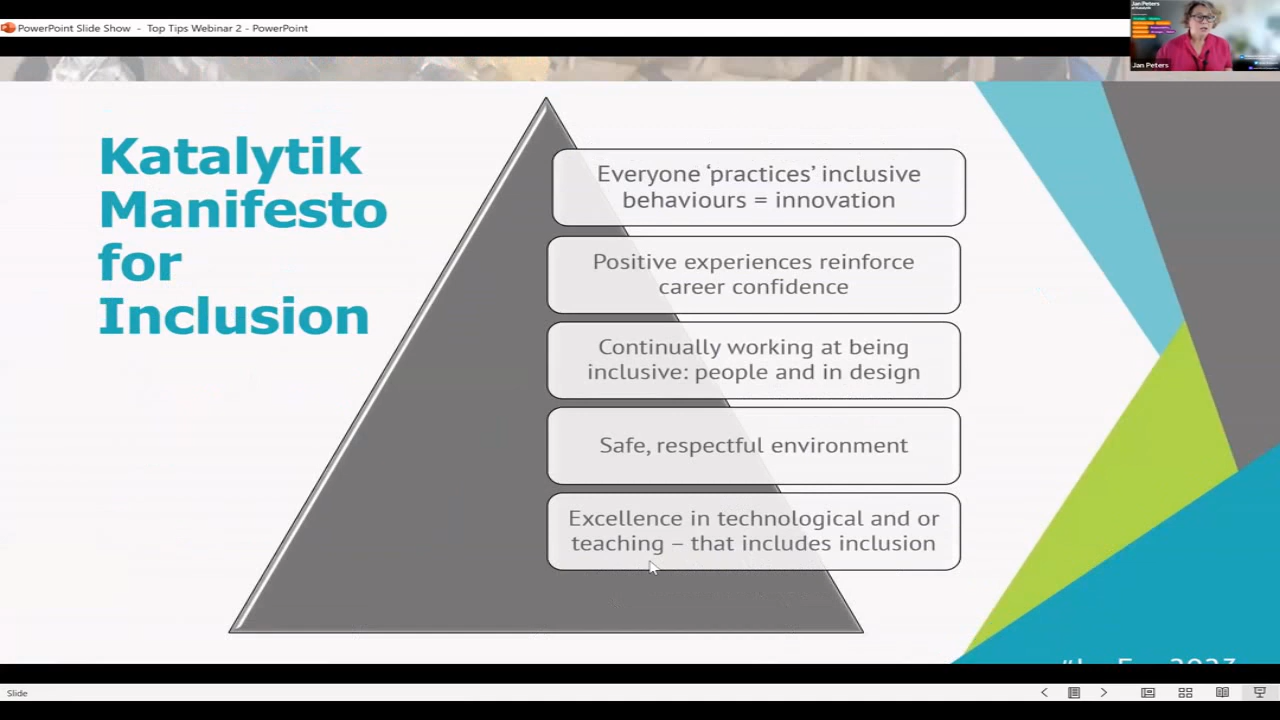 PowerPoint Slide Show - Top Tips Webinar 2 - PowerPoint
Jan Peters
Jan Peters
Katalytik
Manifesto
for
Inclusion
Everyone ‘practices’ inclusive
behaviours = innovation
Positive experiences reinforce
career confidence
Continually working at being
inclusive: people and in design
Safe, respectful environment
Excellence in technological and or
teaching – that includes inclusion
Slide